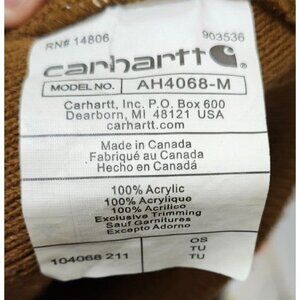 RN# 14806 903536
carhartt
MODEL NO. AH4068-M
Carhartt, Inc. P.O. Box 600
Dearborn, MI 48121 USA
carhartt.com
Made in Canada
Fabriqué au Canada
Hecho en Canadá
100% Acrylic
100% Acrylique
100% Acrílico
Exclusive Trimming
Sauf Garnitures
Excepto Adorno
104068 211 OS
TU
TU